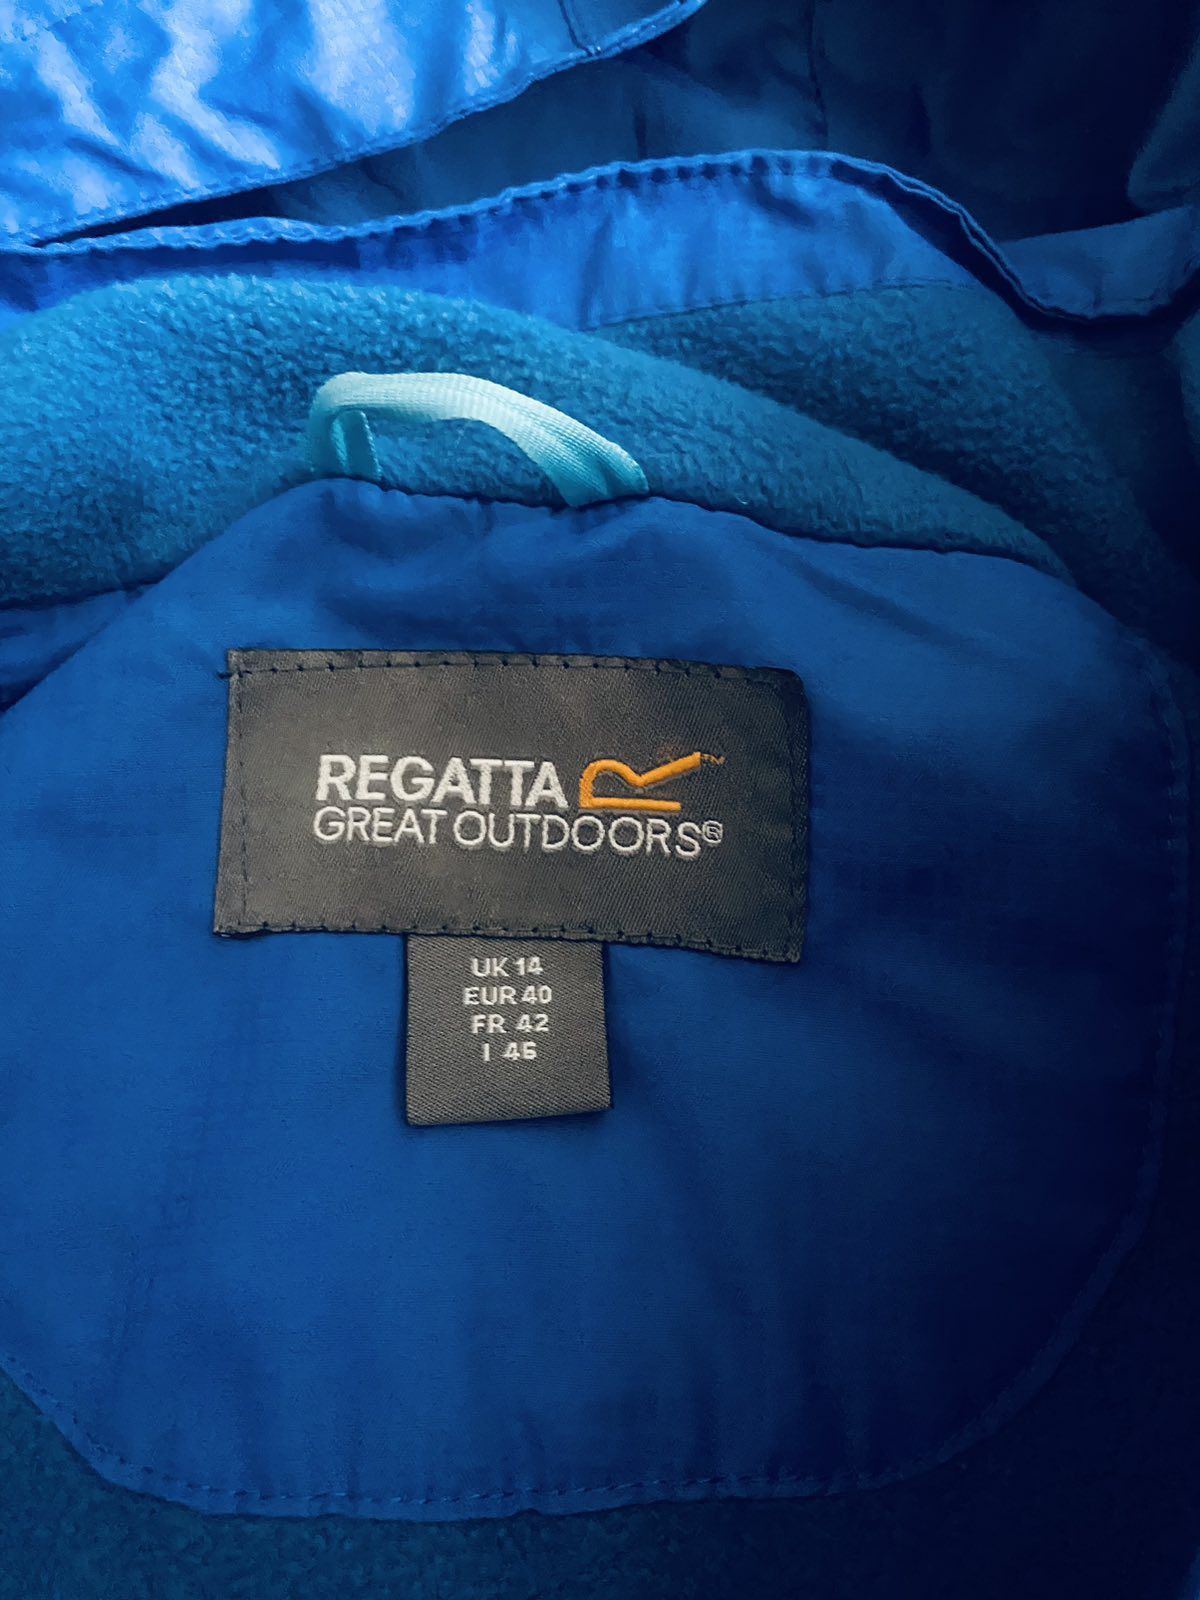 REGATTA
GREAT OUTDOORS®
UK 14
EUR 40
FR 42
I 46